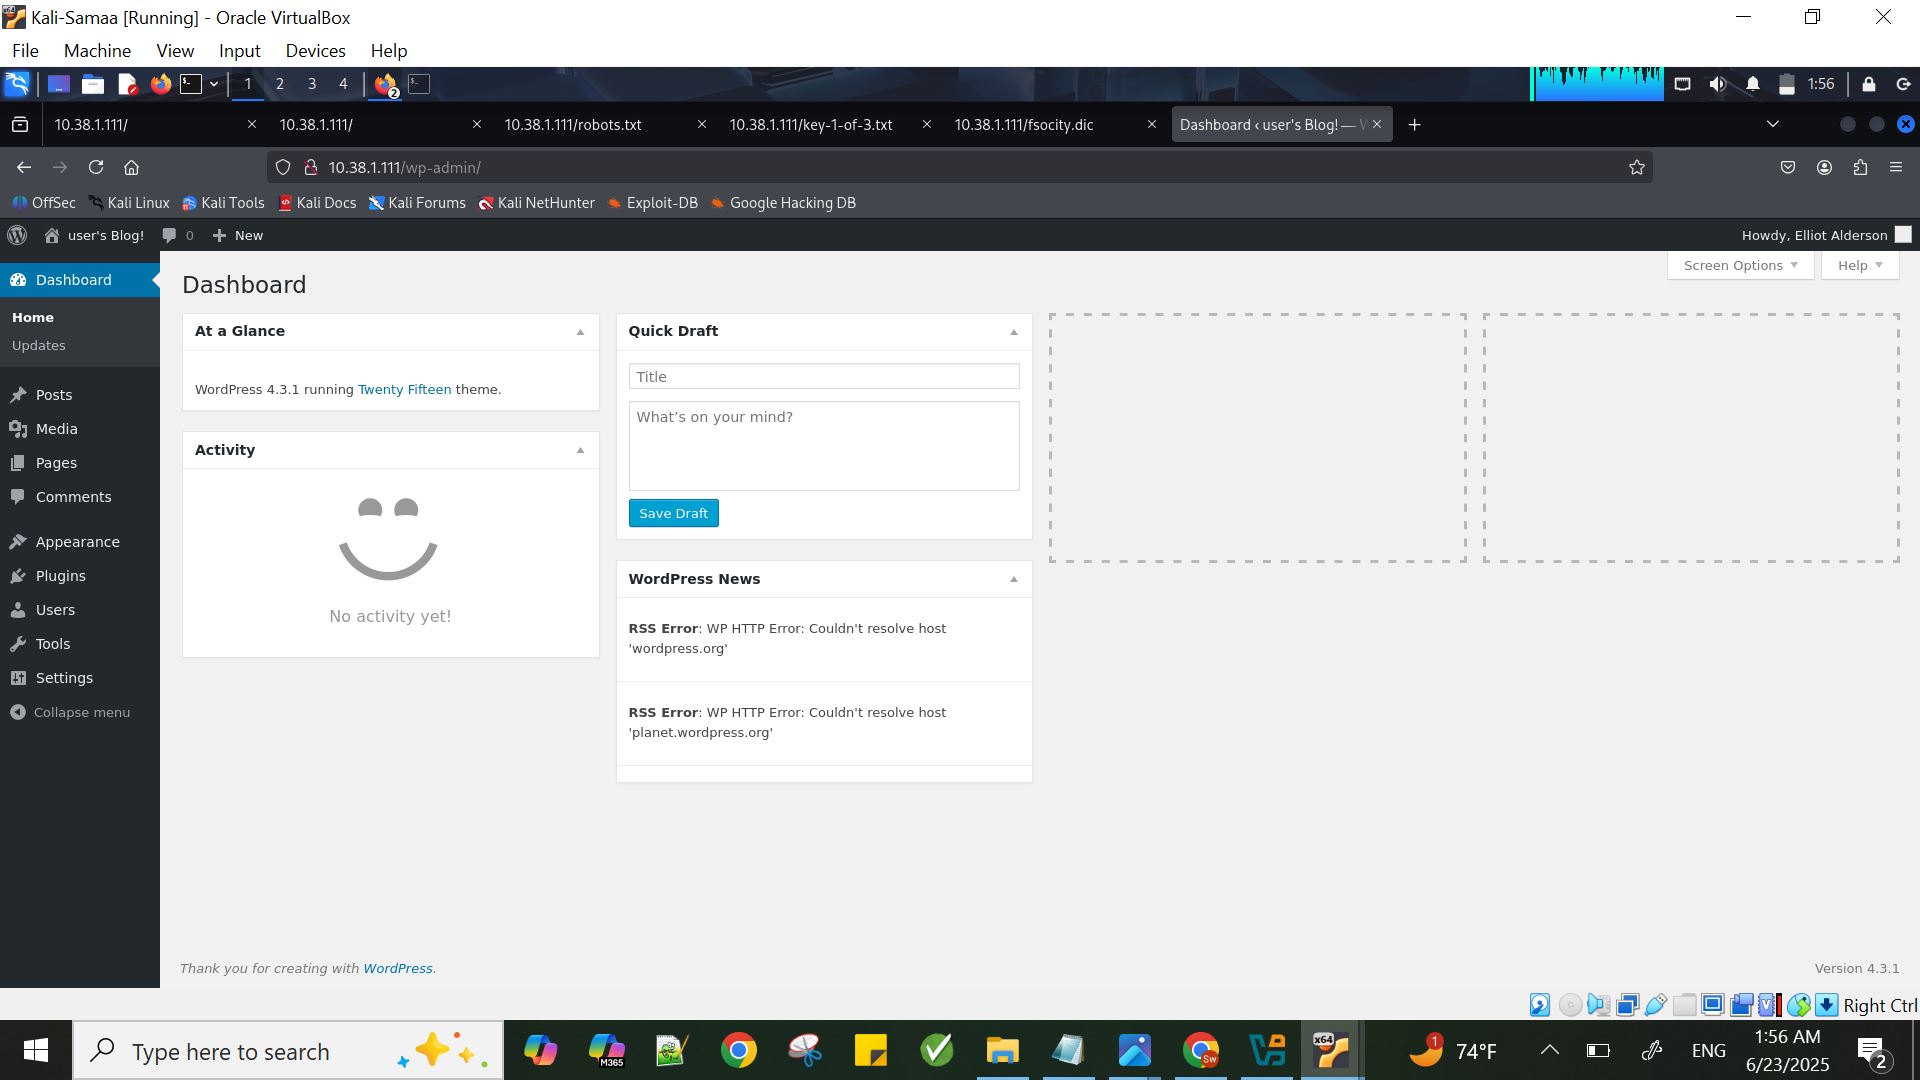 Kali-Samaa [Running] - Oracle VirtualBox
File Machine View Input Devices Help
1 2 3 4 2 1:56
10.38.1.111/ 10.38.1.111/ 10.38.1.111/robots.txt 10.38.1.111/key-1-of-3.txt 10.38.1.111/fsocity.dic Dashboard ‹ user's Blog! — W
10.38.1.111/wp-admin/
OffSec Kali Linux Kali Tools Kali Docs Kali Forums Kali NetHunter Exploit-DB Google Hacking DB
user's Blog! 0 New Howdy, Elliot Alderson
Screen Options Help
Dashboard
Home
Updates
Posts
Media
Pages
Comments
Appearance
Plugins
Users
Tools
Settings
Collapse menu
Dashboard
At a Glance
WordPress 4.3.1 running Twenty Fifteen theme.
Activity
No activity yet!
Quick Draft
Title
What's on your mind?
Save Draft
WordPress News
RSS Error: WP HTTP Error: Couldn't resolve host
'wordpress.org'
RSS Error: WP HTTP Error: Couldn't resolve host
'planet.wordpress.org'
Thank you for creating with WordPress. Version 4.3.1
Right Ctrl
Type here to search M365 Sw x64 1 74°F ENG 1:56 AM
6/23/2025 2